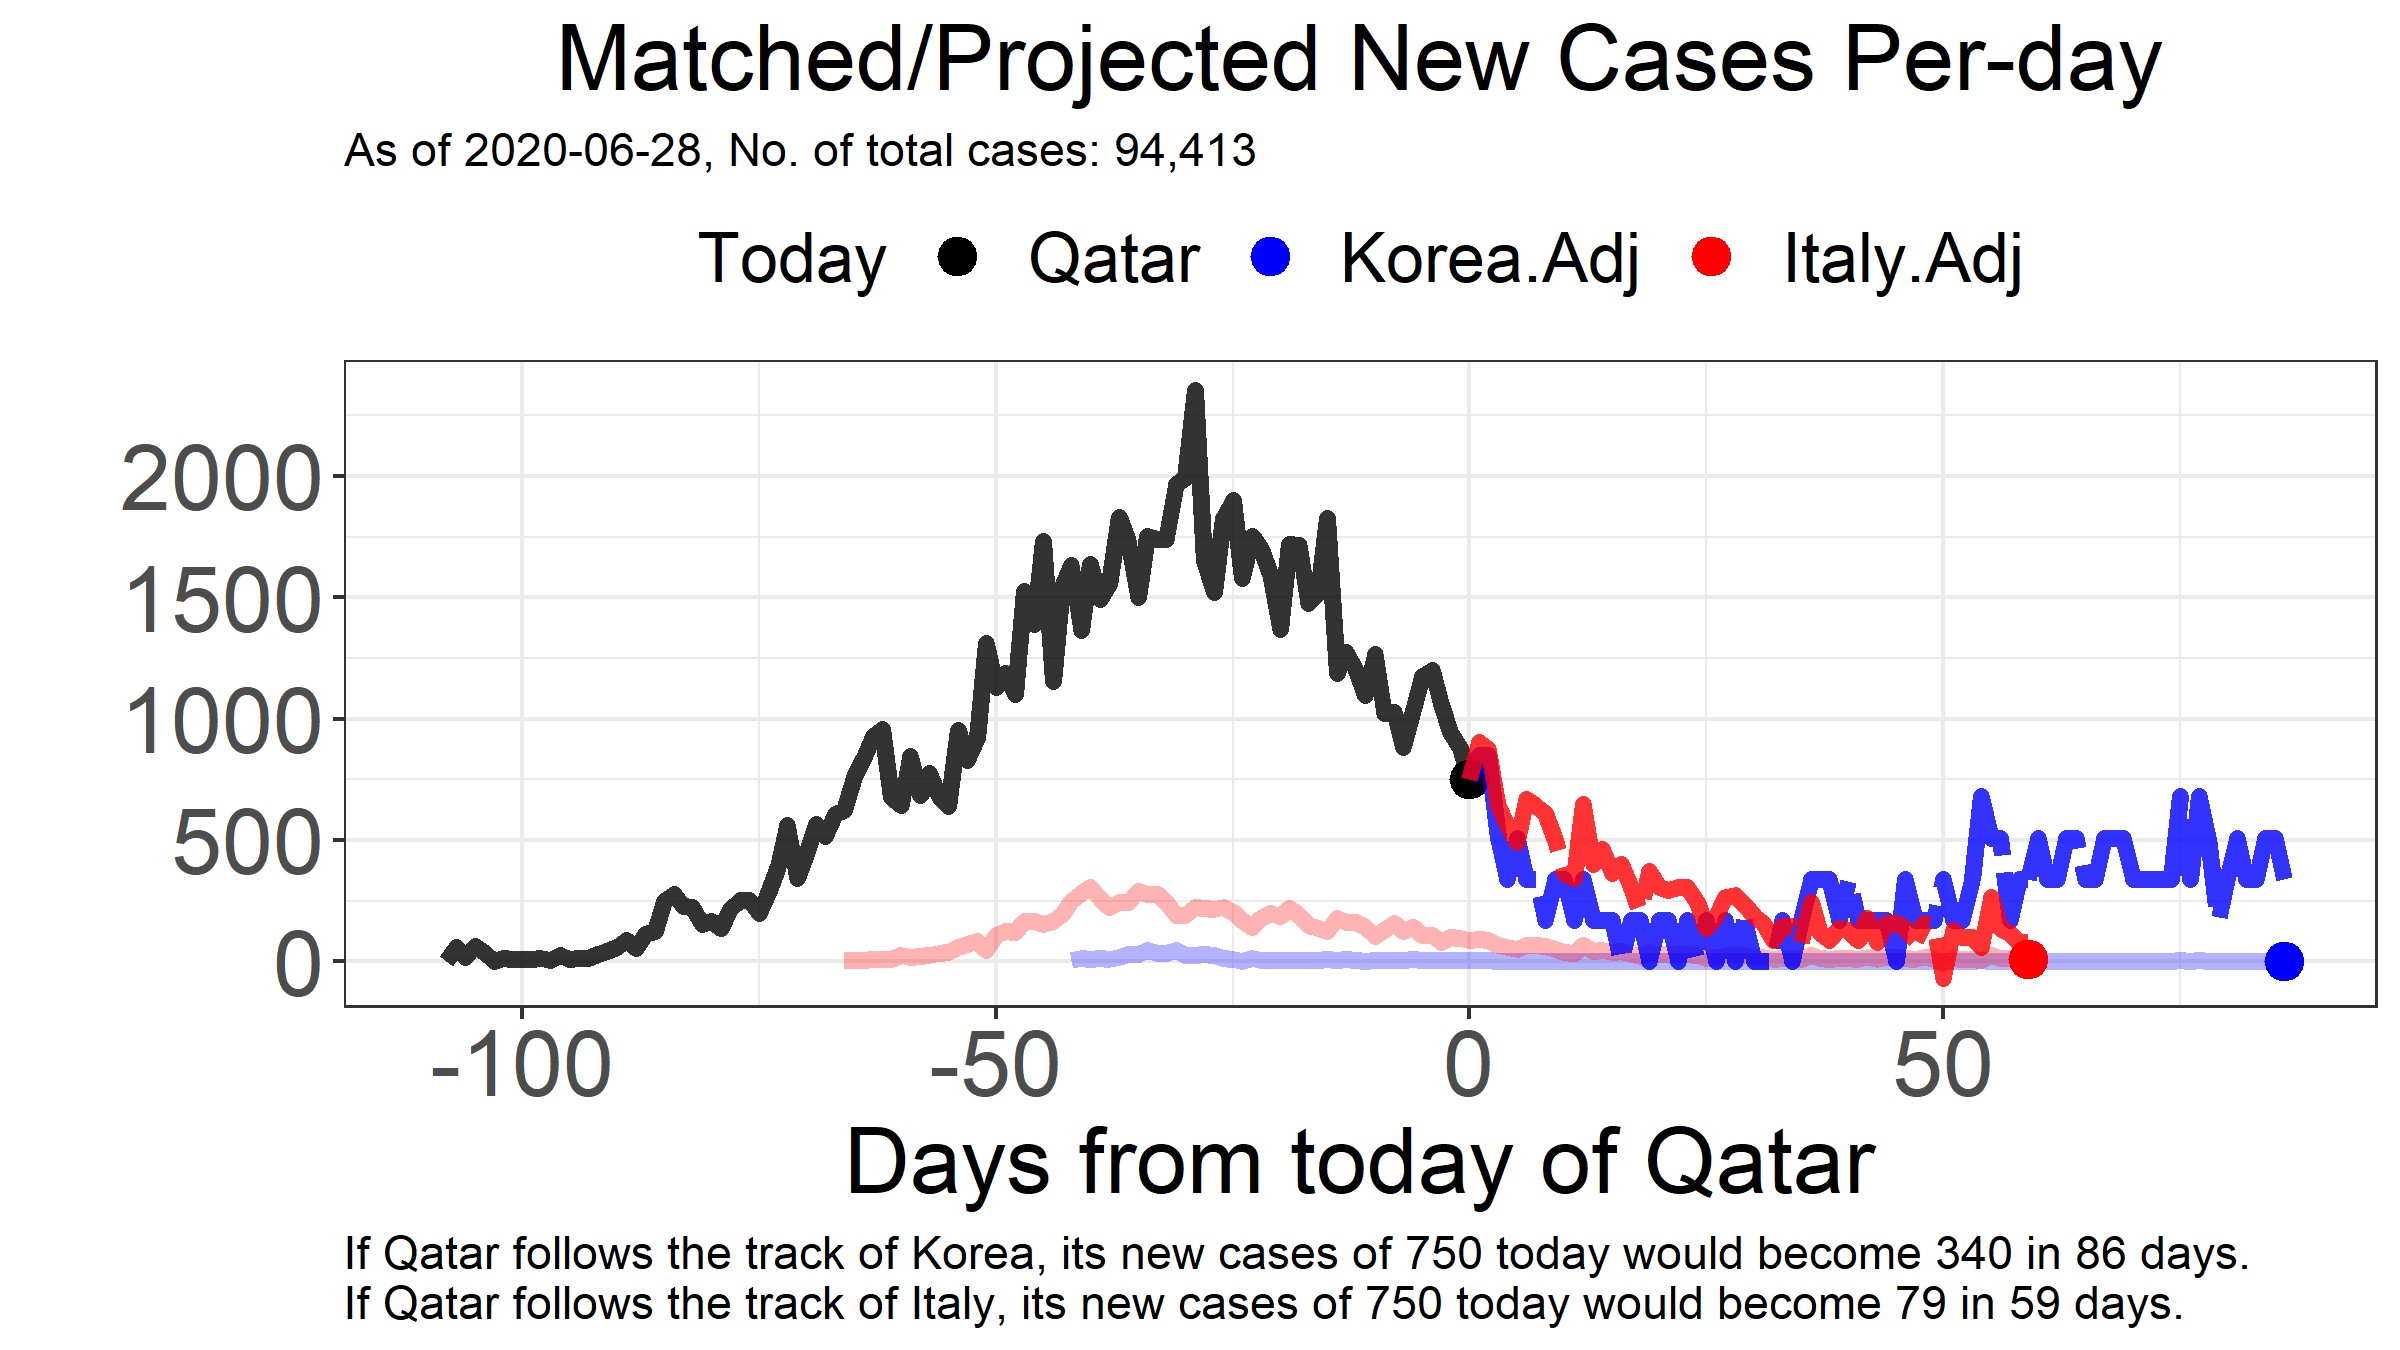 Matched/Projected New Cases Per-day
As of 2020-06-28, No. of total cases: 94,413
Today Qatar Korea.Adj Italy.Adj
2000
1500
1000
500
0
-100 -50 0 50
Days from today of Qatar
If Qatar follows the track of Korea, its new cases of 750 today would become 340 in 86 days.
If Qatar follows the track of Italy, its new cases of 750 today would become 79 in 59 days.